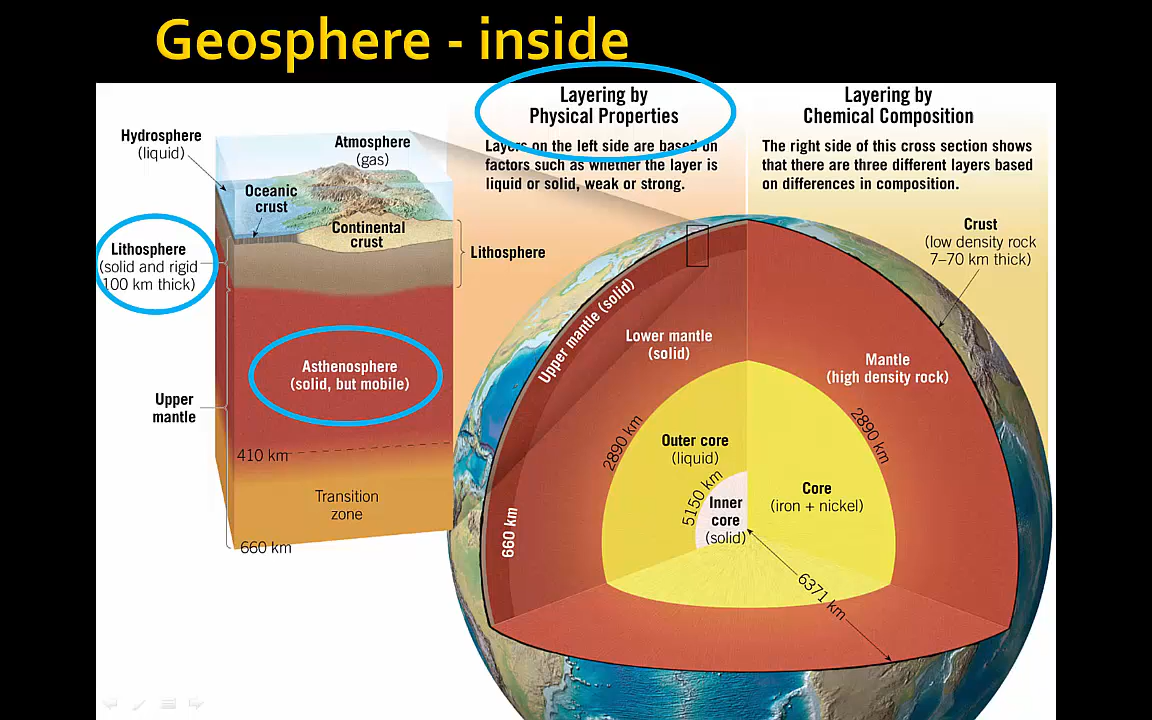 Geosphere - inside
Layering by
Physical Properties
Layers on the left side are based on
factors such as whether the layer is
liquid or solid, weak or strong.
Layering by
Chemical Composition
The right side of this cross section shows
that there are three different layers based
on differences in composition.
Hydrosphere
(liquid)
Atmosphere
(gas)
Oceanic
crust
Continental
crust
Lithosphere
(solid and rigid
100 km thick)
Lithosphere
Asthenosphere
(solid, but mobile)
Upper
mantle
410 km
Transition
zone
660 km
Upper mantle (solid)
Lower mantle
(solid)
2890 km
Outer core
(liquid)
5150 km
Inner
core
(solid)
660 km
Crust
(low density rock
7–70 km thick)
Mantle
(high density rock)
2890 km
Core
(iron + nickel)
6371 km